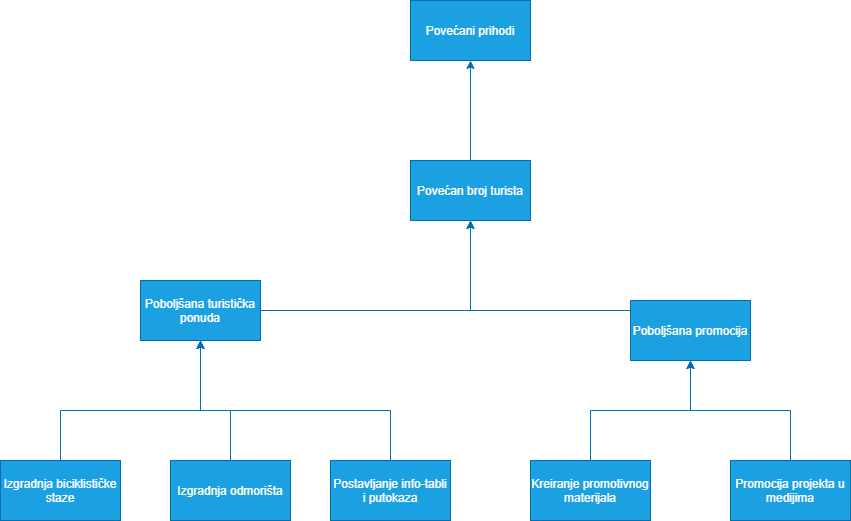 Povećani prihodi
Povećan broj turista
Poboljšana turistička
ponuda
Poboljšana promocija
Izgradnja biciklističke
staze
Izgradnja odmorišta
Postavljanje info-tabli
i putokaza
Kreiranje promotivnog
materijala
Promocija projekta u
medijima